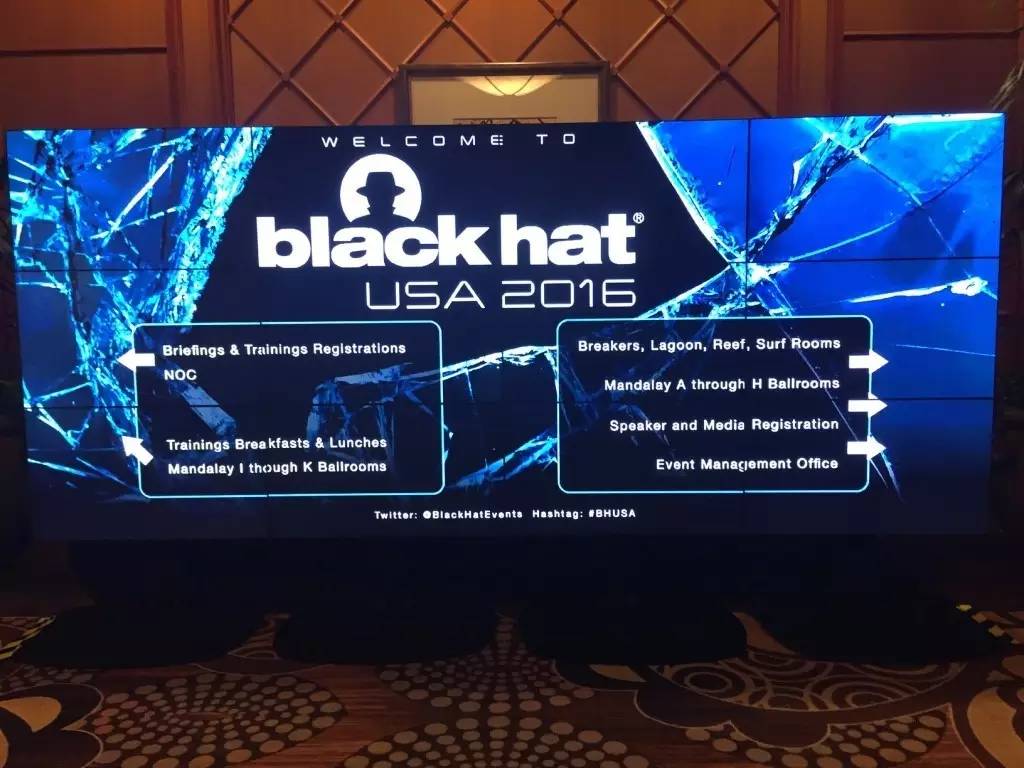 WELCOME TO
black hat®
USA 2016
Briefings & Trainings Registrations
NOC
Trainings Breakfasts & Lunches
Mandalay I through K Ballrooms
Breakers, Lagoon, Reef, Surf Rooms
Mandalay A through H Ballrooms
Speaker and Media Registration
Event Management Office
Twitter: @BlackHatEvents Hashtag: #BHUSA